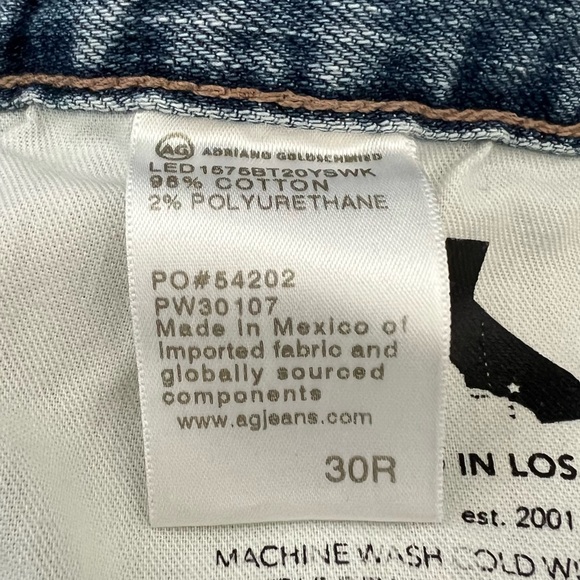 AG ADRIANO GOLDSCHMIED
LED1575BT20YSWK
98% COTTON
2% POLYURETHANE
PO#54202
PW30107
Made In Mexico of
Imported fabric and
globally sourced
components
www.agjeans.com
30R
IN LOS
est. 2001
MACHINE WASH COLD